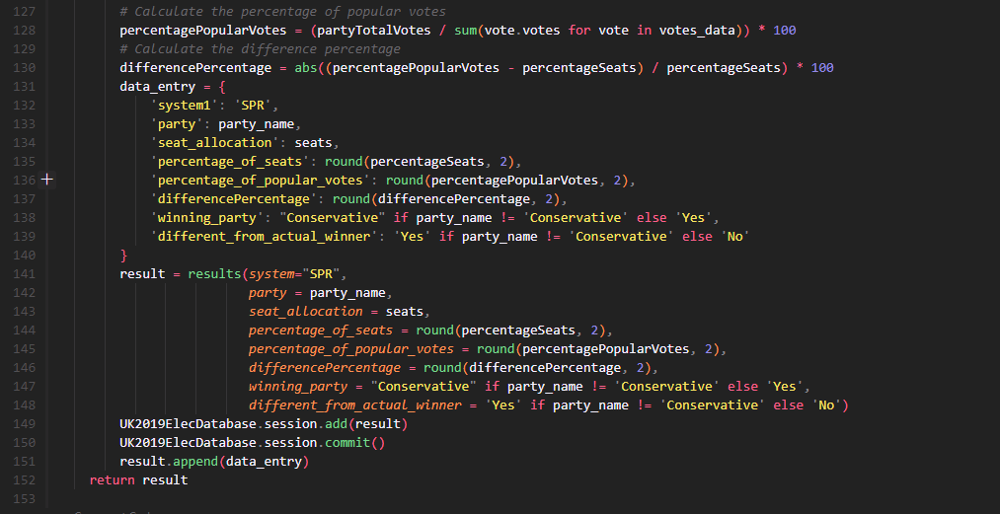 127 # Calculate the percentage of popular votes
128 percentagePopularVotes = (partyTotalVotes / sum(vote.votes for vote in votes_data)) * 100
129 # Calculate the difference percentage
130 differencePercentage = abs((percentagePopularVotes - percentageSeats) / percentageSeats) * 100
131 data_entry = {
132 'system1': 'SPR',
133 'party': party_name,
134 'seat_allocation': seats,
135 'percentage_of_seats': round(percentageSeats, 2),
136 + 'percentage_of_popular_votes': round(percentagePopularVotes, 2),
137 'differencePercentage': round(differencePercentage, 2),
138 'winning_party': "Conservative" if party_name != 'Conservative' else 'Yes',
139 'different_from_actual_winner': 'Yes' if party_name != 'Conservative' else 'No'
140 }
141 result = results(system="SPR",
142 party = party_name,
143 seat_allocation = seats,
144 percentage_of_seats = round(percentageSeats, 2),
145 percentage_of_popular_votes = round(percentagePopularVotes, 2),
146 differencePercentage = round(differencePercentage, 2),
147 winning_party = "Conservative" if party_name != 'Conservative' else 'Yes',
148 different_from_actual_winner = 'Yes' if party_name != 'Conservative' else 'No')
149 UK2019ElecDatabase.session.add(result)
150 UK2019ElecDatabase.session.commit()
151 result.append(data_entry)
152 return result
153